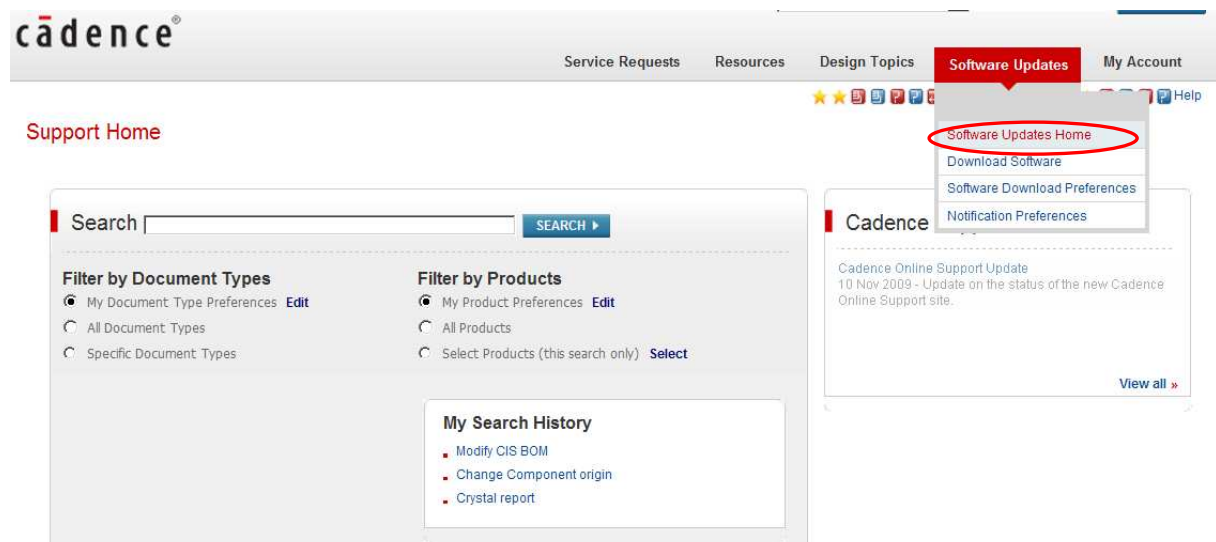 cādence®
Service Requests Resources Design Topics Software Updates My Account
Help
Support Home
Software Updates Home
Download Software
Software Download Preferences
Notification Preferences
Search SEARCH
Filter by Document Types
My Document Type Preferences Edit
All Document Types
Specific Document Types
Filter by Products
My Product Preferences Edit
All Products
Select Products (this search only) Select
My Search History
Modify CIS BOM
Change Component origin
Crystal report
Cadence
Cadence Online Support Update
10 Nov 2009 - Update on the status of the new Cadence
Online Support site.
View all »